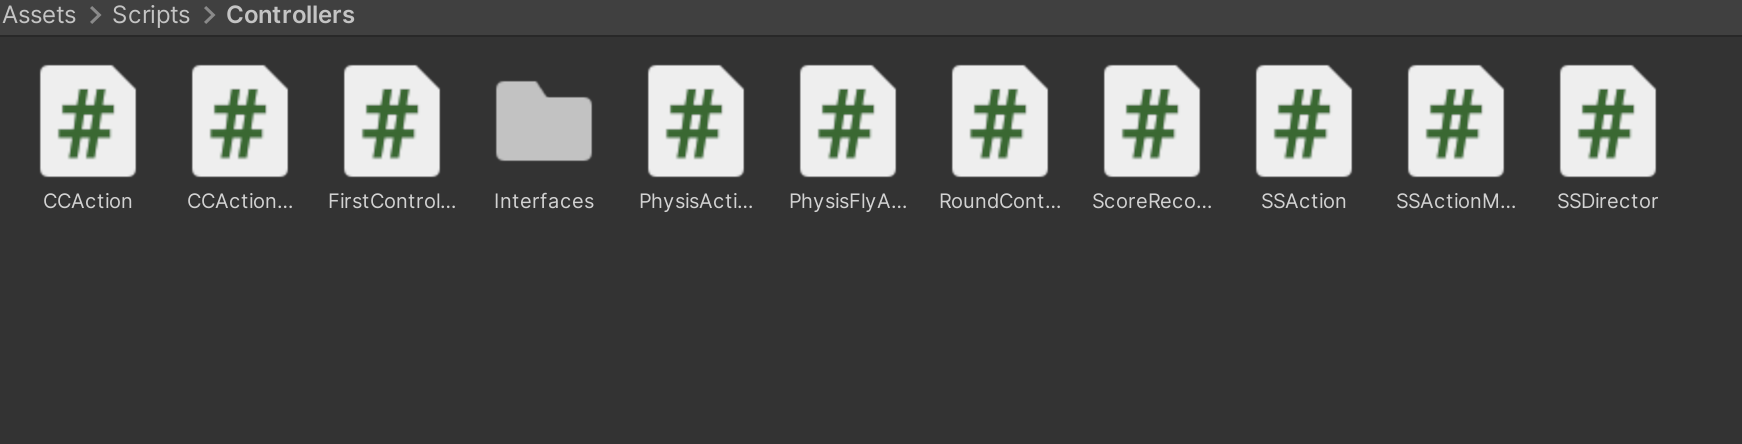 Assets > Scripts > Controllers
CCAction CCAction... FirstControl... Interfaces PhysisActi... PhysisFlyA... RoundCont... ScoreReco... SSAction SSActionM... SSDirector